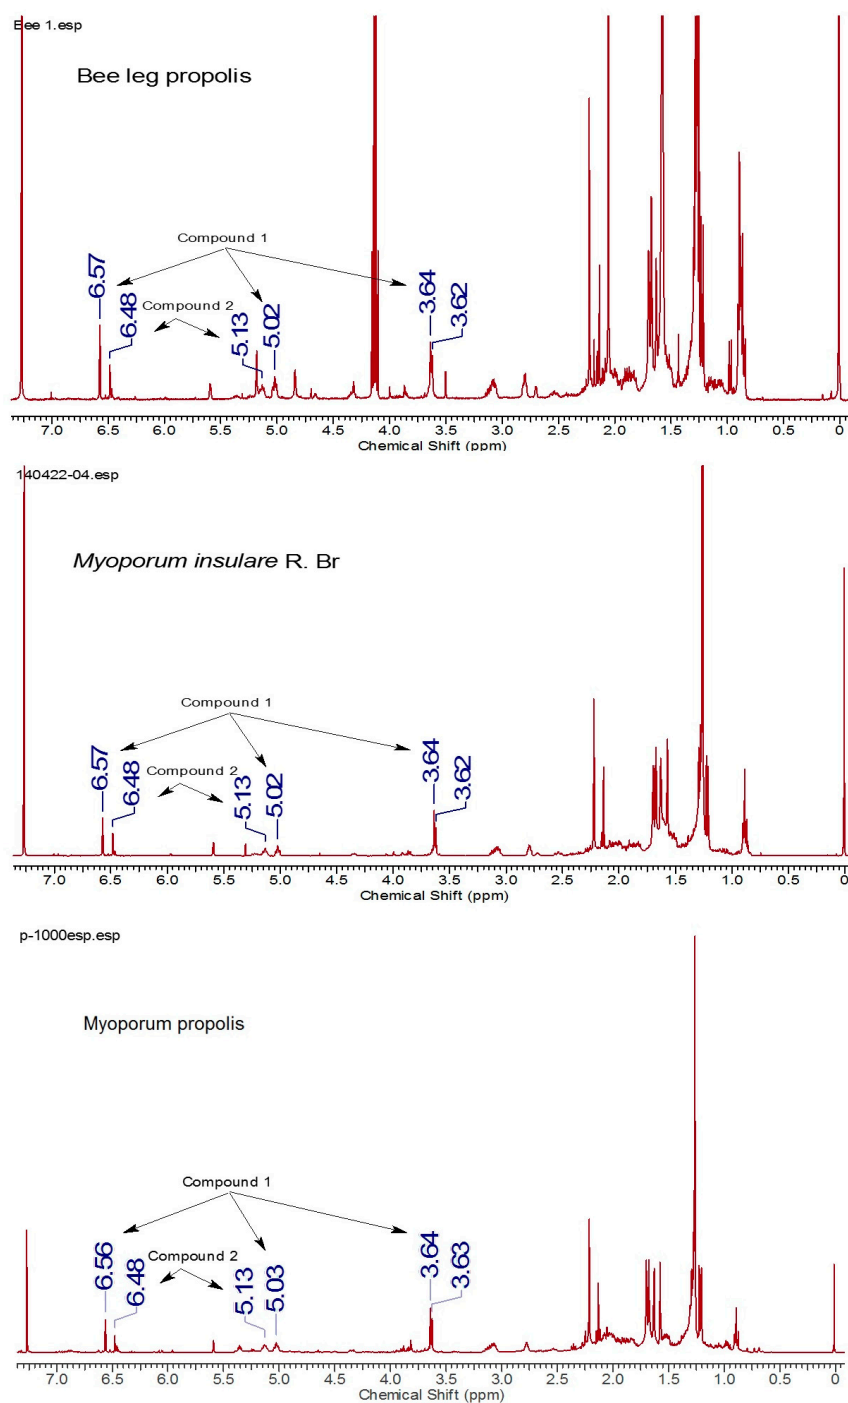 Bee 1.esp
Bee leg propolis
Compound 1
6.57
6.48
Compound 2
5.13
5.02
3.64
3.62
7.0 6.5 6.0 5.5 5.0 4.5 4.0 3.5 3.0 2.5 2.0 1.5 1.0 0.5 0
Chemical Shift (ppm)
140422-04.esp
Myoporum insulare R. Br
Compound 1
6.57
6.48
Compound 2
5.13
5.02
3.64
3.62
7.0 6.5 6.0 5.5 5.0 4.5 4.0 3.5 3.0 2.5 2.0 1.5 1.0 0.5 0
Chemical Shift (ppm)
p-1000esp.esp
Myoporum propolis
Compound 1
6.56
6.48
Compound 2
5.13
5.03
3.64
3.63
7.0 6.5 6.0 5.5 5.0 4.5 4.0 3.5 3.0 2.5 2.0 1.5 1.0 0.5 0
Chemical Shift (ppm)